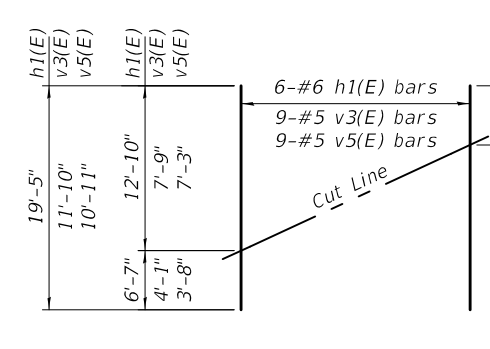 h1(E)
v3(E)
v5(E)
h1(E)
v3(E)
v5(E)
6-#6 h1(E) bars
9-#5 v3(E) bars
9-#5 v5(E) bars
Cut Line
19'-5"
11'-10"
10'-11"
12'-10"
7'-9"
7'-3"
6'-7"
4'-1"
3'-8"